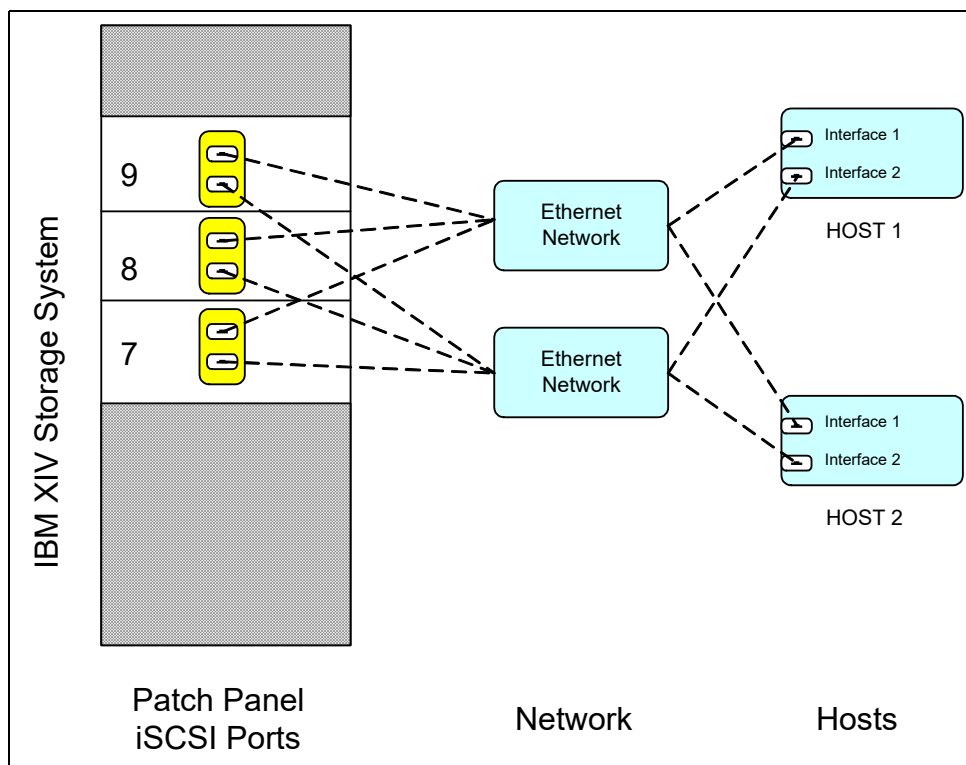 IBM XIV Storage System
9
8
7
Ethernet
Network
Ethernet
Network
Interface 1
Interface 2
HOST 1
Interface 1
Interface 2
HOST 2
Patch Panel
iSCSI Ports
Network
Hosts